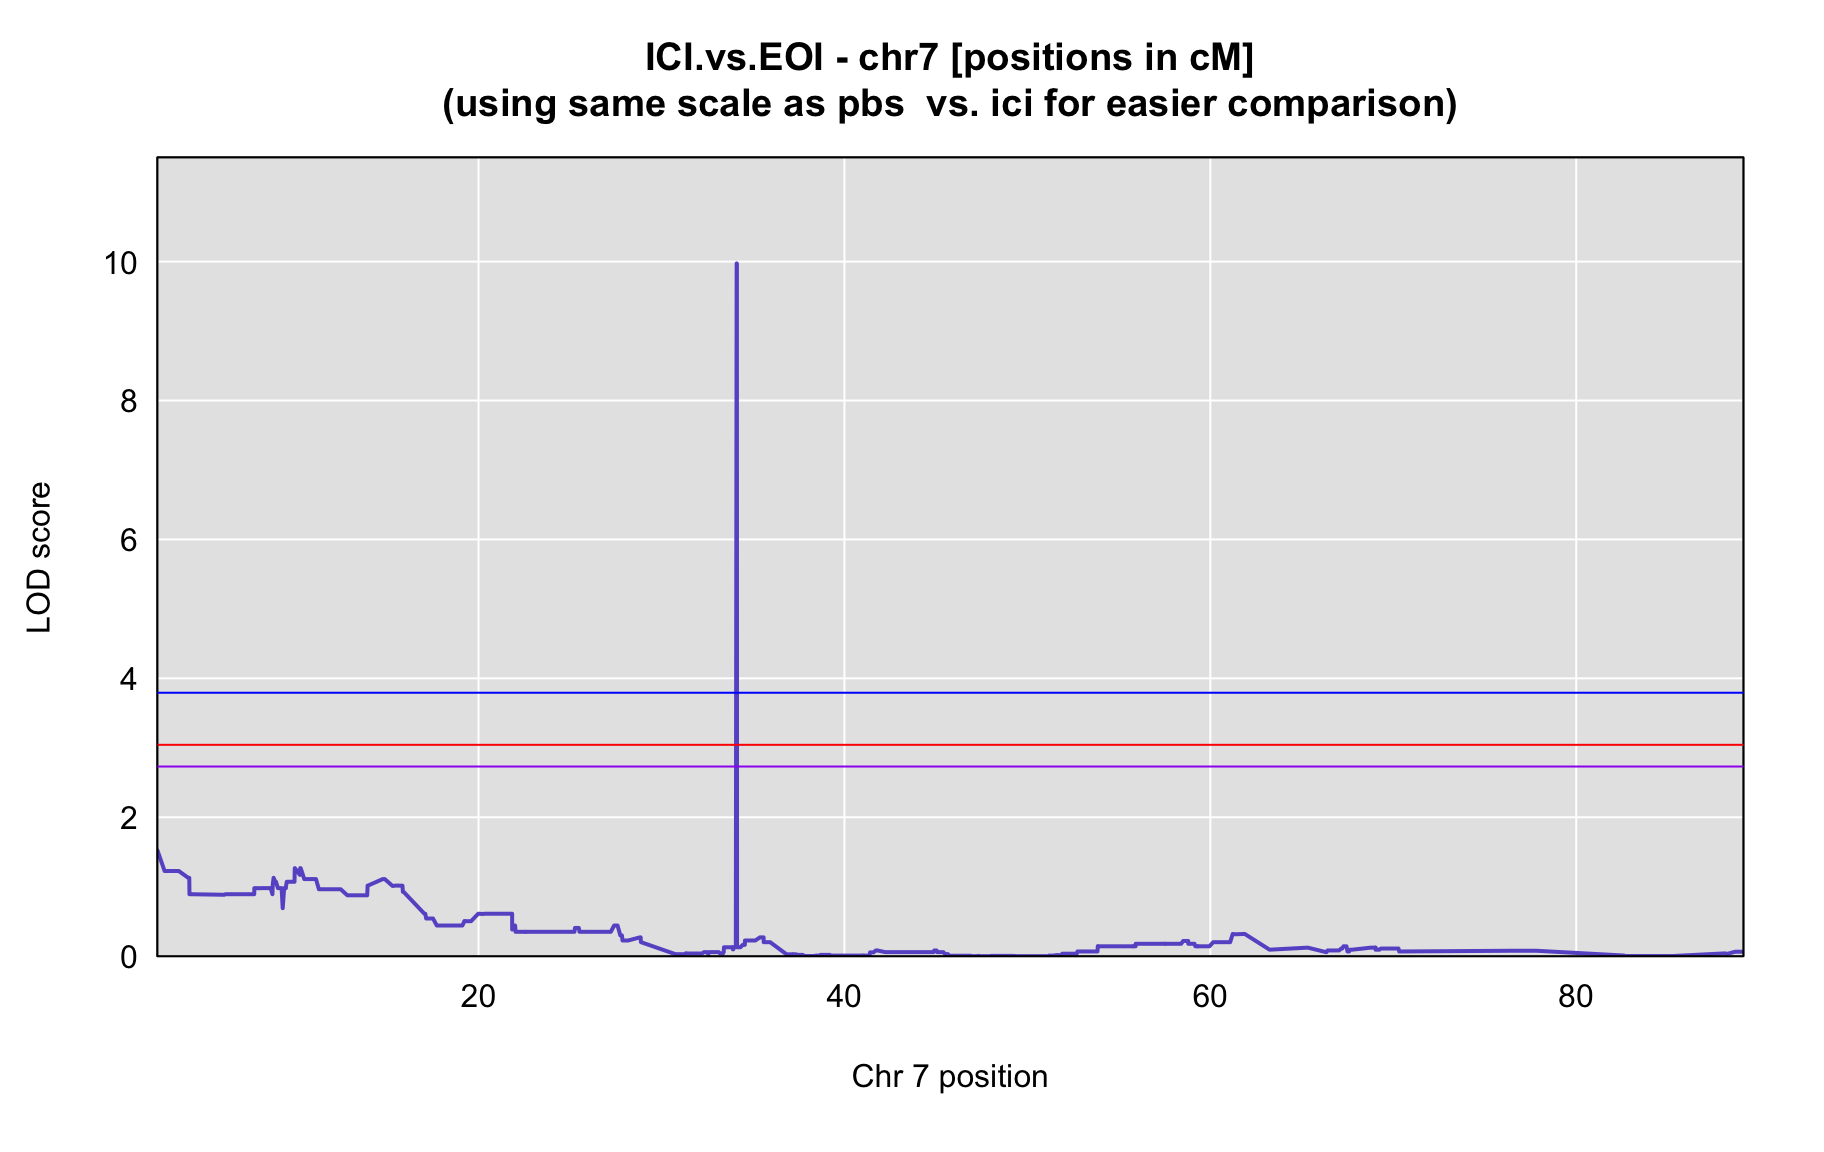 ICI.vs.EOI - chr7 [positions in cM]
(using same scale as pbs  vs. ici for easier comparison)
LOD score
10
8
6
4
2
0
20
40
60
80
Chr 7 position